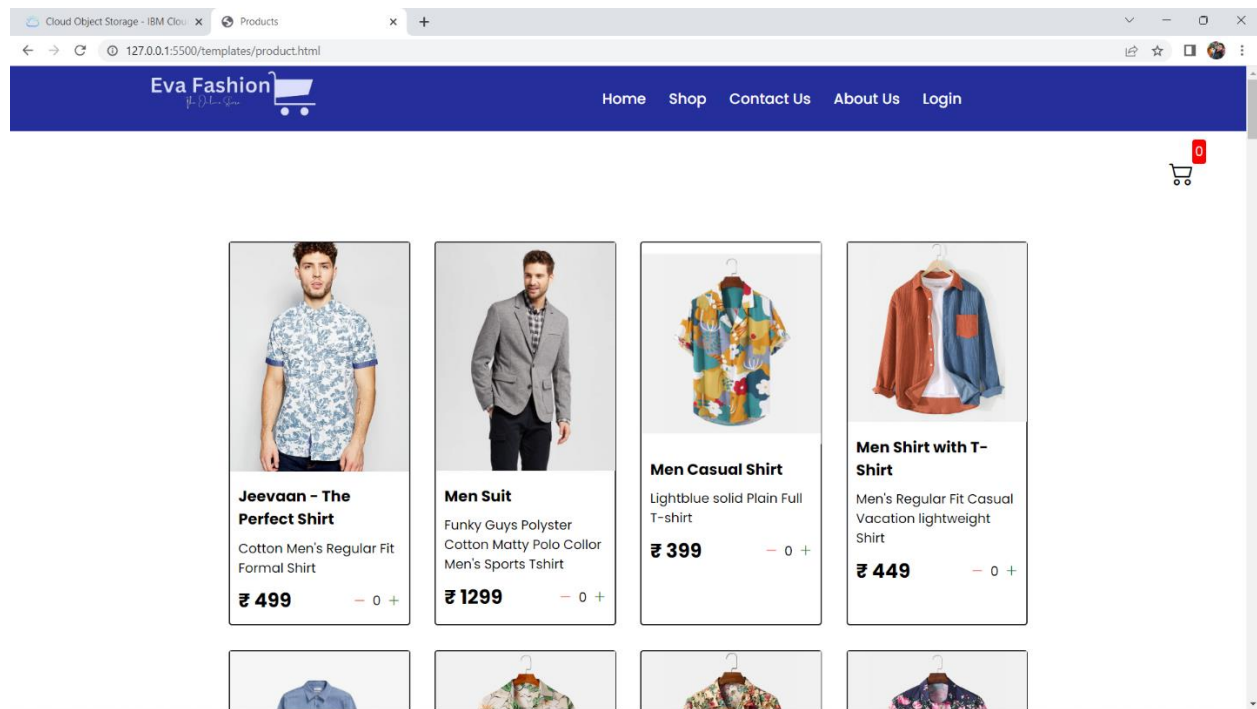 Cloud Object Storage - IBM Clou
Products
127.0.0.1:5500/templates/product.html
Eva Fashion
The Online Store
Home Shop Contact Us About Us Login
0
Jeevaan - The
Perfect Shirt
Cotton Men's Regular Fit
Formal Shirt
₹ 499
0
Men Suit
Funky Guys Polyster
Cotton Matty Polo Collor
Men's Sports Tshirt
₹ 1299
0
Men Casual Shirt
Lightblue solid Plain Full
T-shirt
₹ 399
0
Men Shirt with T-
Shirt
Men's Regular Fit Casual
Vacation lightweight
Shirt
₹ 449
0